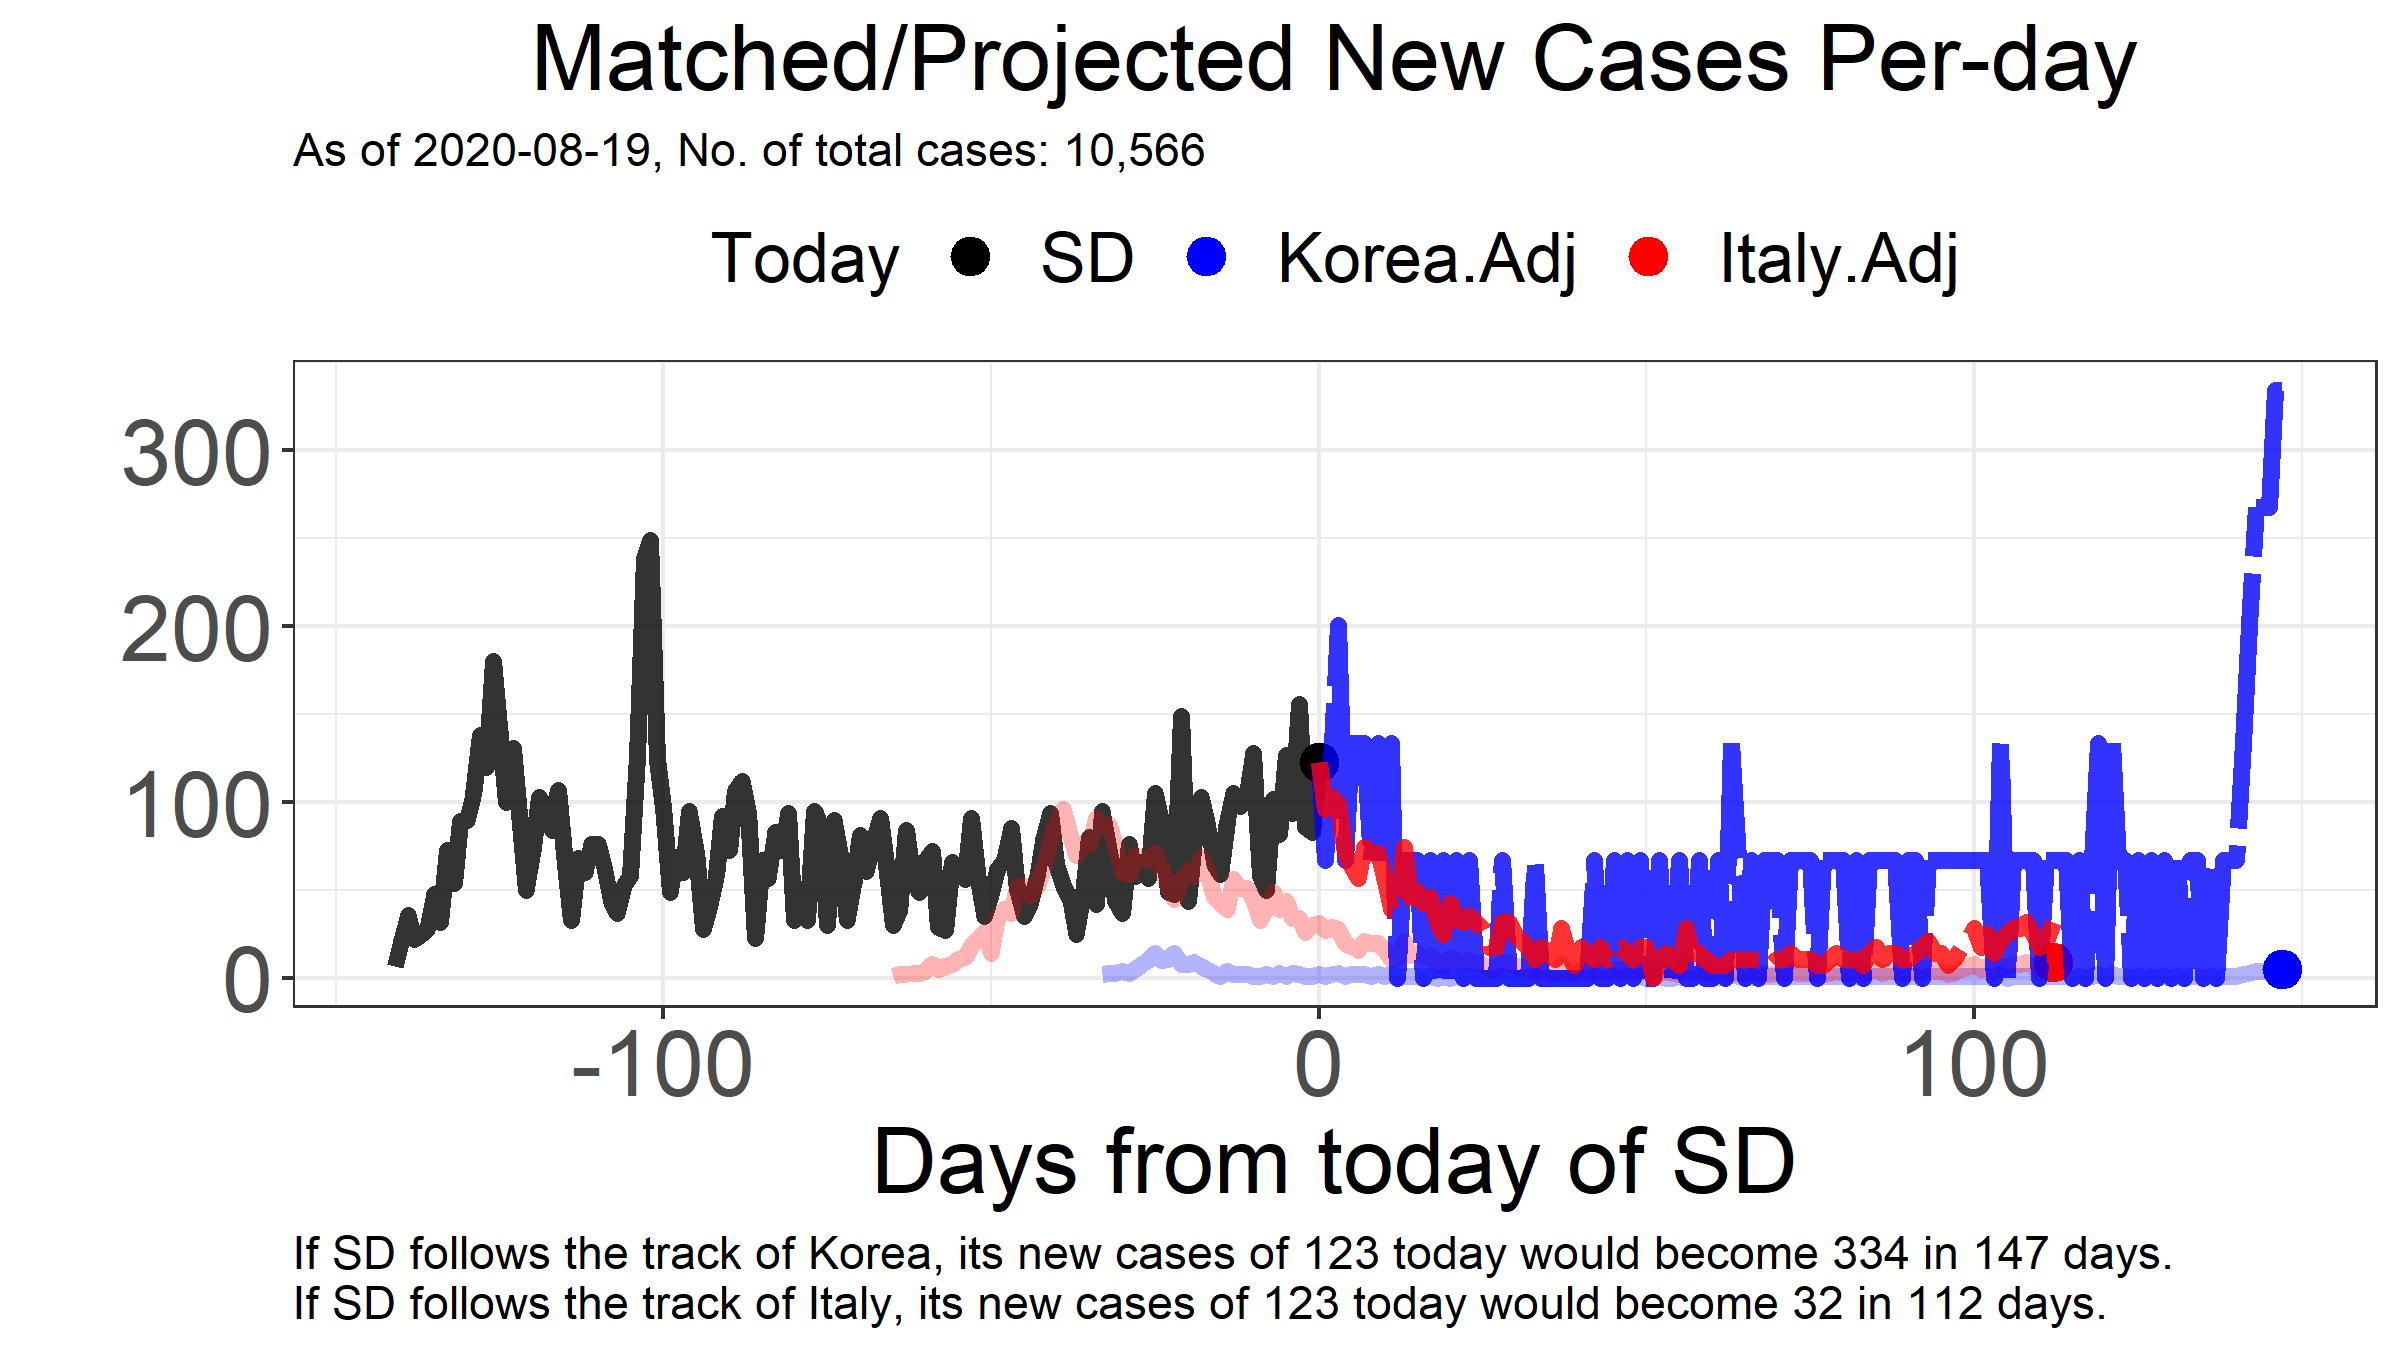 Matched/Projected New Cases Per-day
As of 2020-08-19, No. of total cases: 10,566
Today SD Korea.Adj Italy.Adj
300
200
100
0
-100 0 100
Days from today of SD
If SD follows the track of Korea, its new cases of 123 today would become 334 in 147 days.
If SD follows the track of Italy, its new cases of 123 today would become 32 in 112 days.